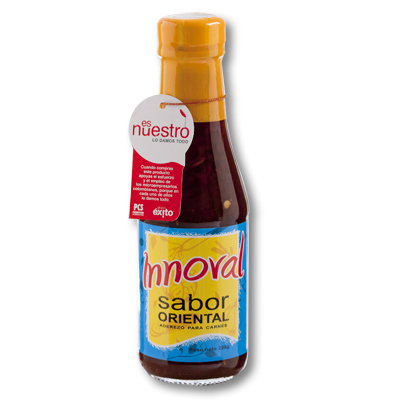 es
nuestro
LO DAMOS TODO
Cuando compras
este producto
apoyas el esfuerzo
y el empleo de
los microempresarios
colombianos, porque en
cada uno de ellos
lo damos todo.
PCS
éxito
Innoval
sabor
ORIENTAL
ADEREZO PARA CARNES